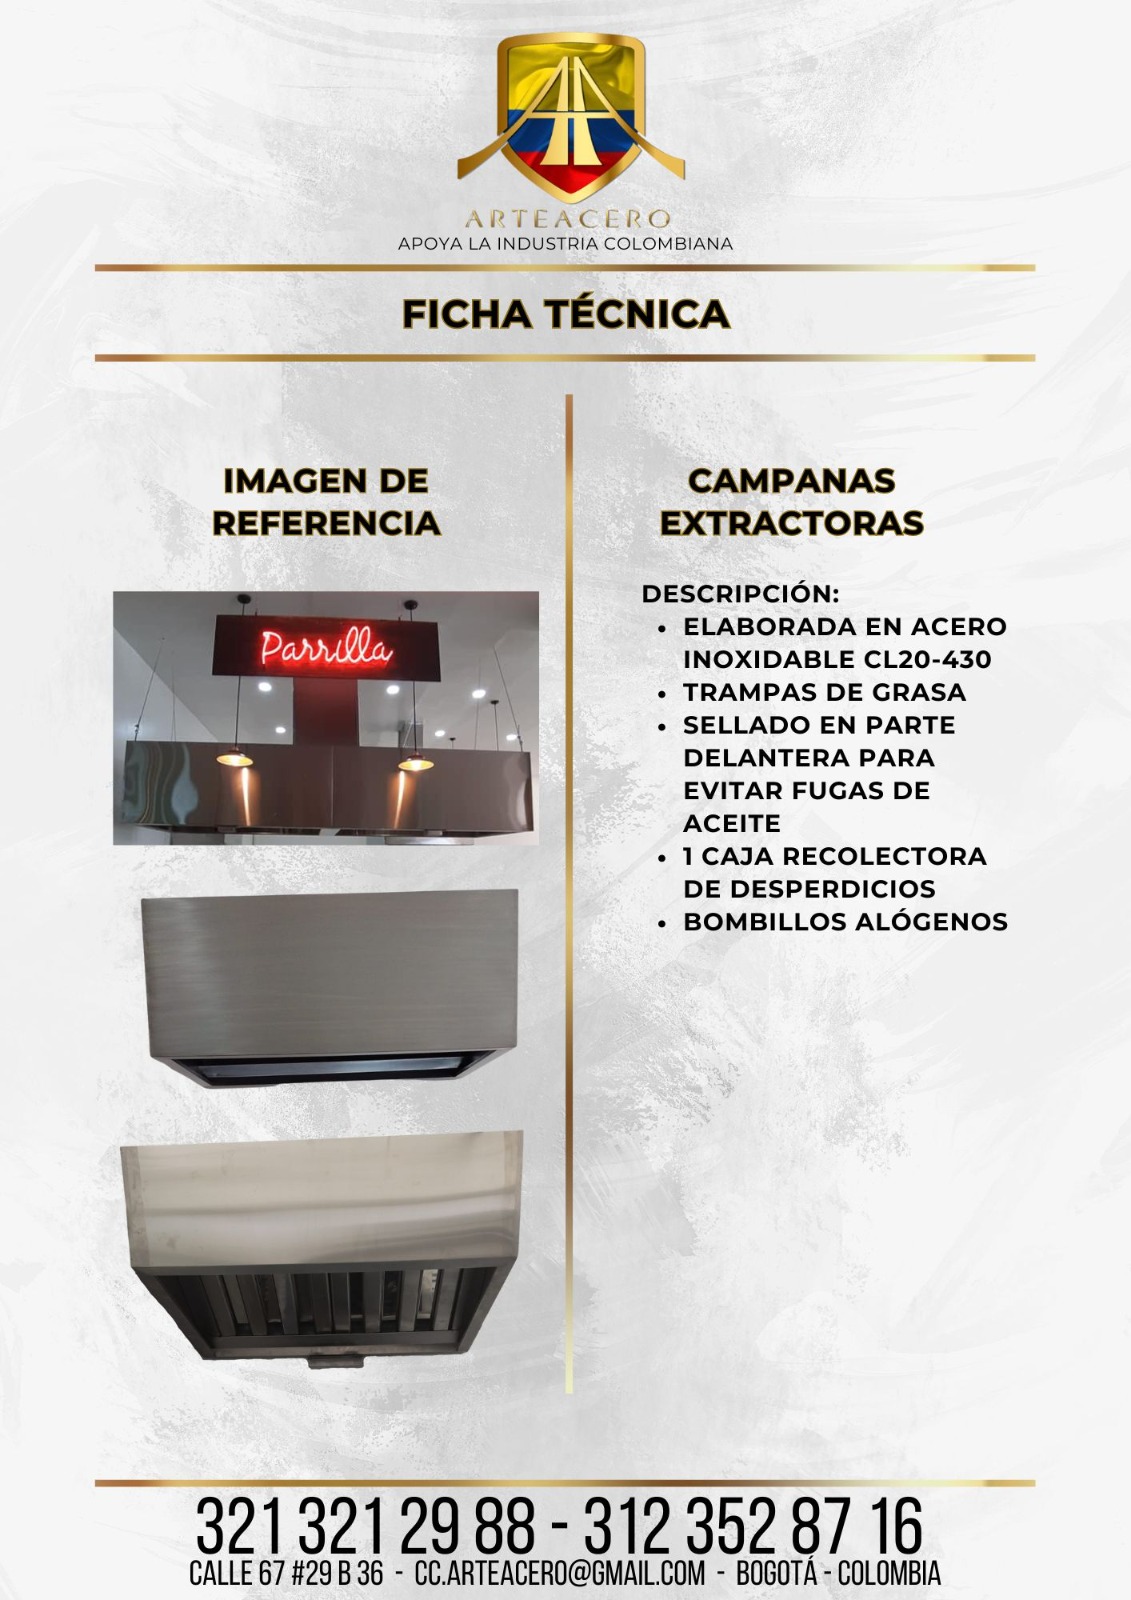 ARTEACERO
APOYA LA INDUSTRIA COLOMBIANA
FICHA TÉCNICA
IMAGEN DE
REFERENCIA
Parrilla
CAMPANAS
EXTRACTORAS
DESCRIPCIÓN:
• ELABORADA EN ACERO
INOXIDABLE CL20-430
• TRAMPAS DE GRASA
• SELLADO EN PARTE
DELANTERA PARA
EVITAR FUGAS DE
ACEITE
• 1 CAJA RECOLECTORA
DE DESPERDICIOS
• BOMBILLOS ALÓGENOS
321 321 29 88 - 312 352 87 16
CALLE 67 #29 B 36 - CC.ARTEACERO@GMAIL.COM - BOGOTÁ - COLOMBIA